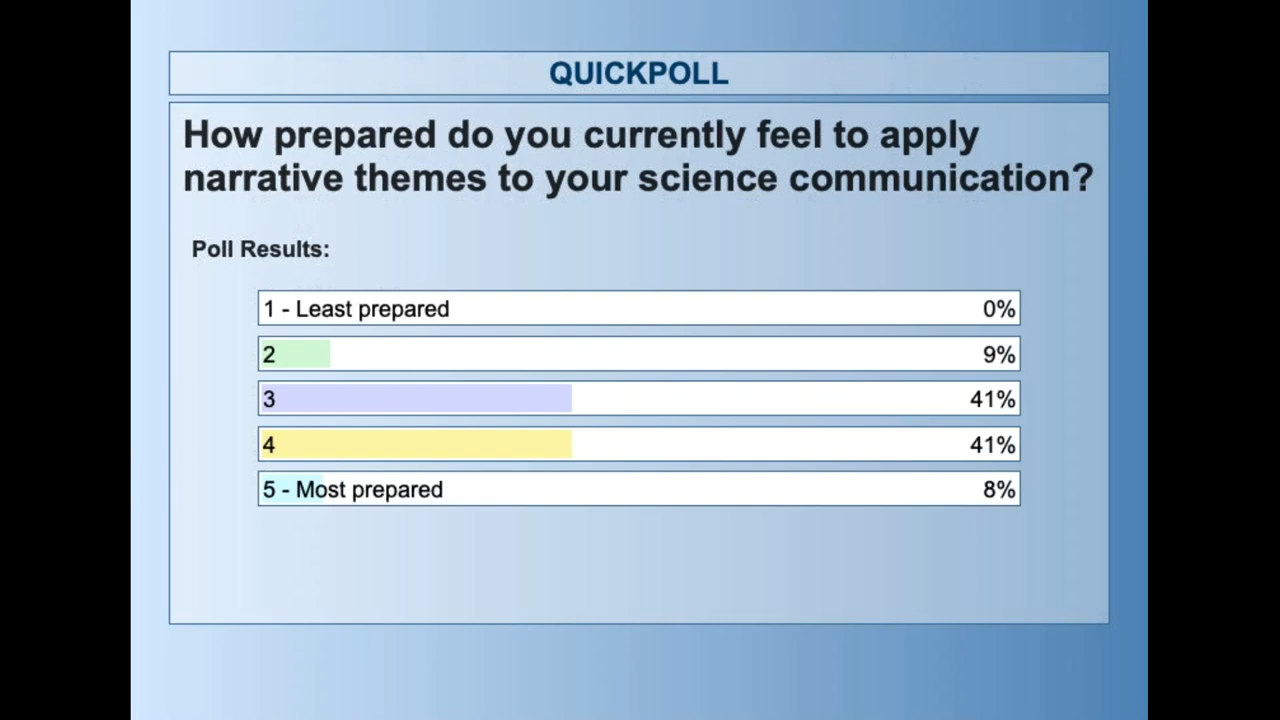 QUICKPOLL
How prepared do you currently feel to apply
narrative themes to your science communication?
Poll Results:
1 - Least prepared 0%
2 9%
3 41%
4 41%
5 - Most prepared 8%